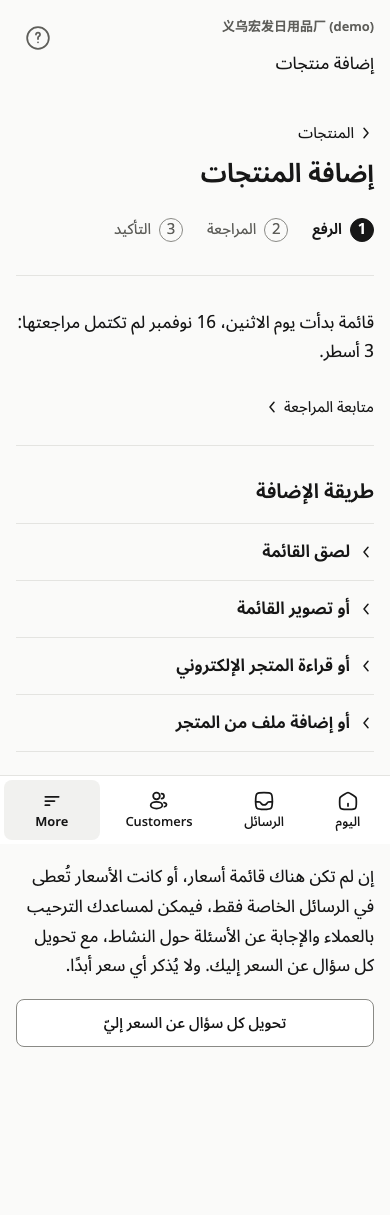 义乌宏发日用品厂 (demo)
إضافة منتجات
المنتجات
إضافة المنتجات
1 الرفع
2 المراجعة
3 التأكيد
قائمة بدأت يوم الاثنين، 16 نوفمبر لم تكتمل مراجعتها:
3 أسطر.
متابعة المراجعة
طريقة الإضافة
لصق القائمة
أو تصوير القائمة
أو قراءة المتجر الإلكتروني
أو إضافة ملف من المتجر
اليوم
الرسائل
Customers
More
إن لم تكن هناك قائمة أسعار، أو كانت الأسعار تُعطى
في الرسائل الخاصة فقط، فيمكن لمساعدك الترحيب
بالعملاء والإجابة عن الأسئلة حول النشاط، مع تحويل
كل سؤال عن السعر إليك. ولا يُذكر أي سعر أبدًا.
تحويل كل سؤال عن السعر إليّ